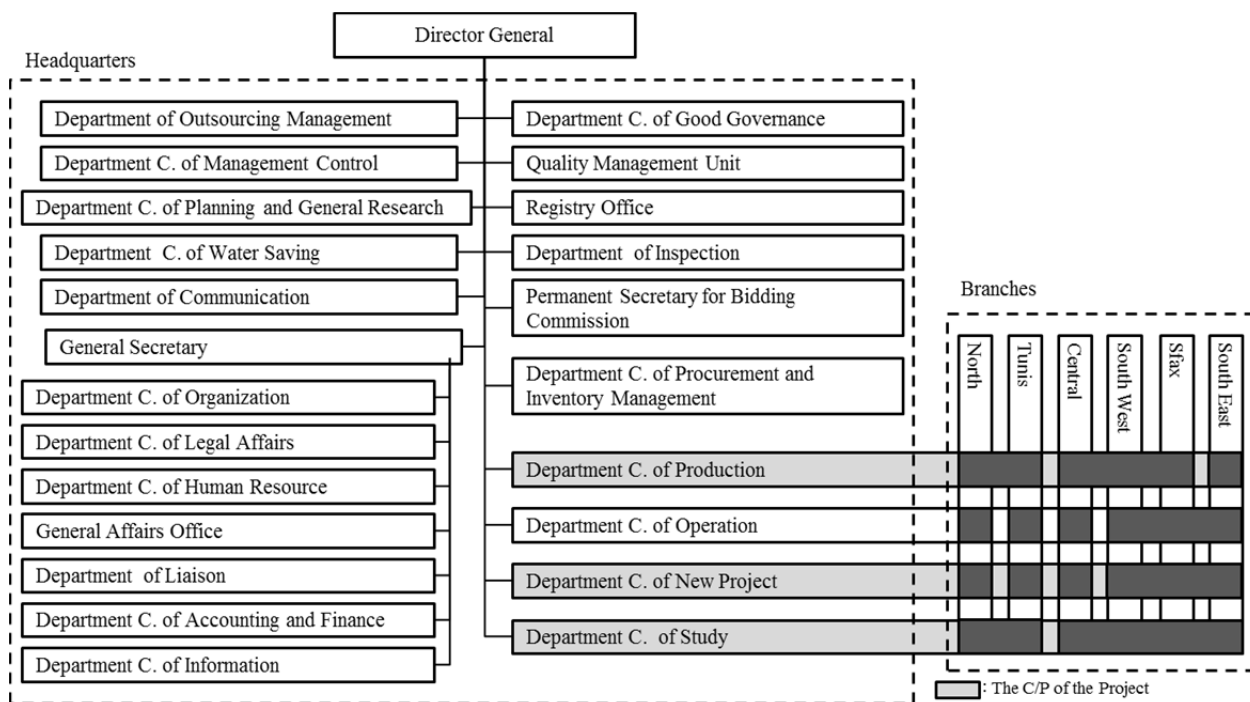 Director General
Headquarters
Department of Outsourcing Management
Department C. of Management Control
Department C. of Planning and General Research
Department C. of Water Saving
Department of Communication
General Secretary
Department C. of Organization
Department C. of Legal Affairs
Department C. of Human Resource
General Affairs Office
Department of Liaison
Department C. of Accounting and Finance
Department C. of Information
Department C. of Good Governance
Quality Management Unit
Registry Office
Department of Inspection
Permanent Secretary for Bidding
Commission
Department C. of Procurement and
Inventory Management
Department C. of Production
Department C. of Operation
Department C. of New Project
Department C. of Study
Branches
North
Tunis
Central
South West
Sfax
South East
: The C/P of the Project